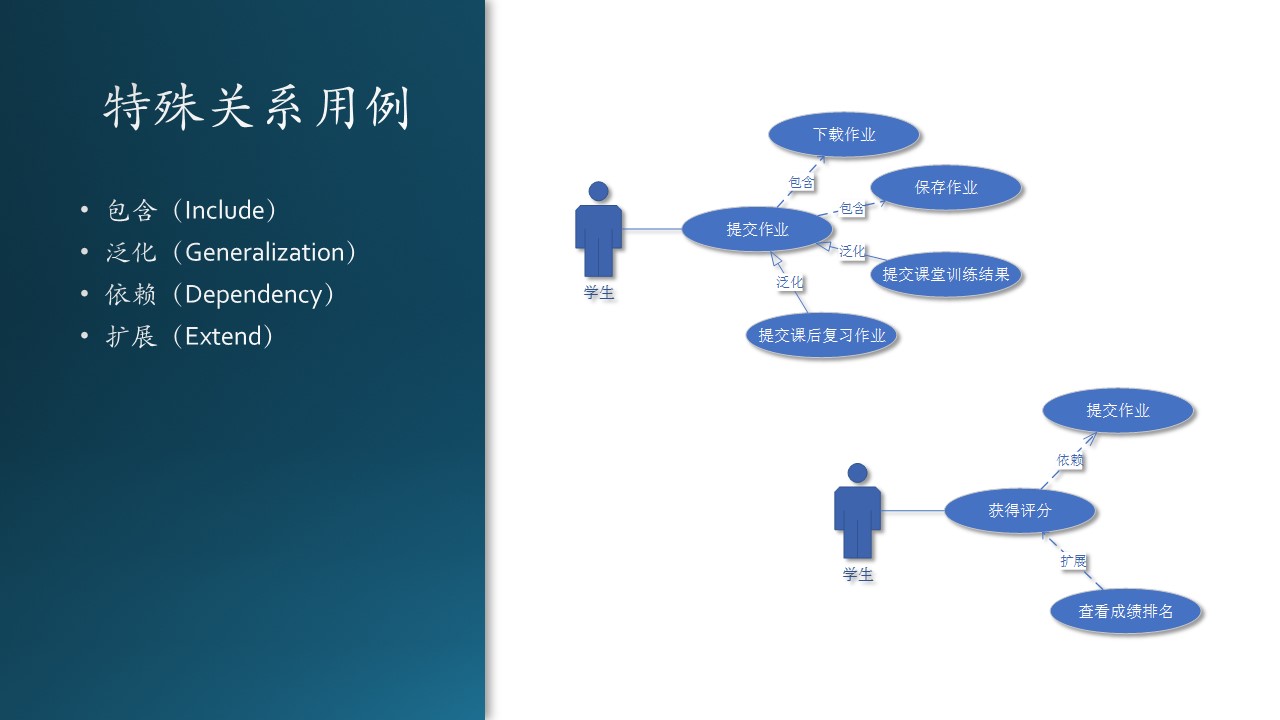 特殊关系用例
• 包含（Include）
• 泛化（Generalization）
• 依赖（Dependency）
• 扩展（Extend）
下载作业
包含
保存作业
包含
提交作业
泛化
提交课堂训练结果
泛化
学生
提交课后复习作业
提交作业
依赖
获得评分
扩展
学生
查看成绩排名